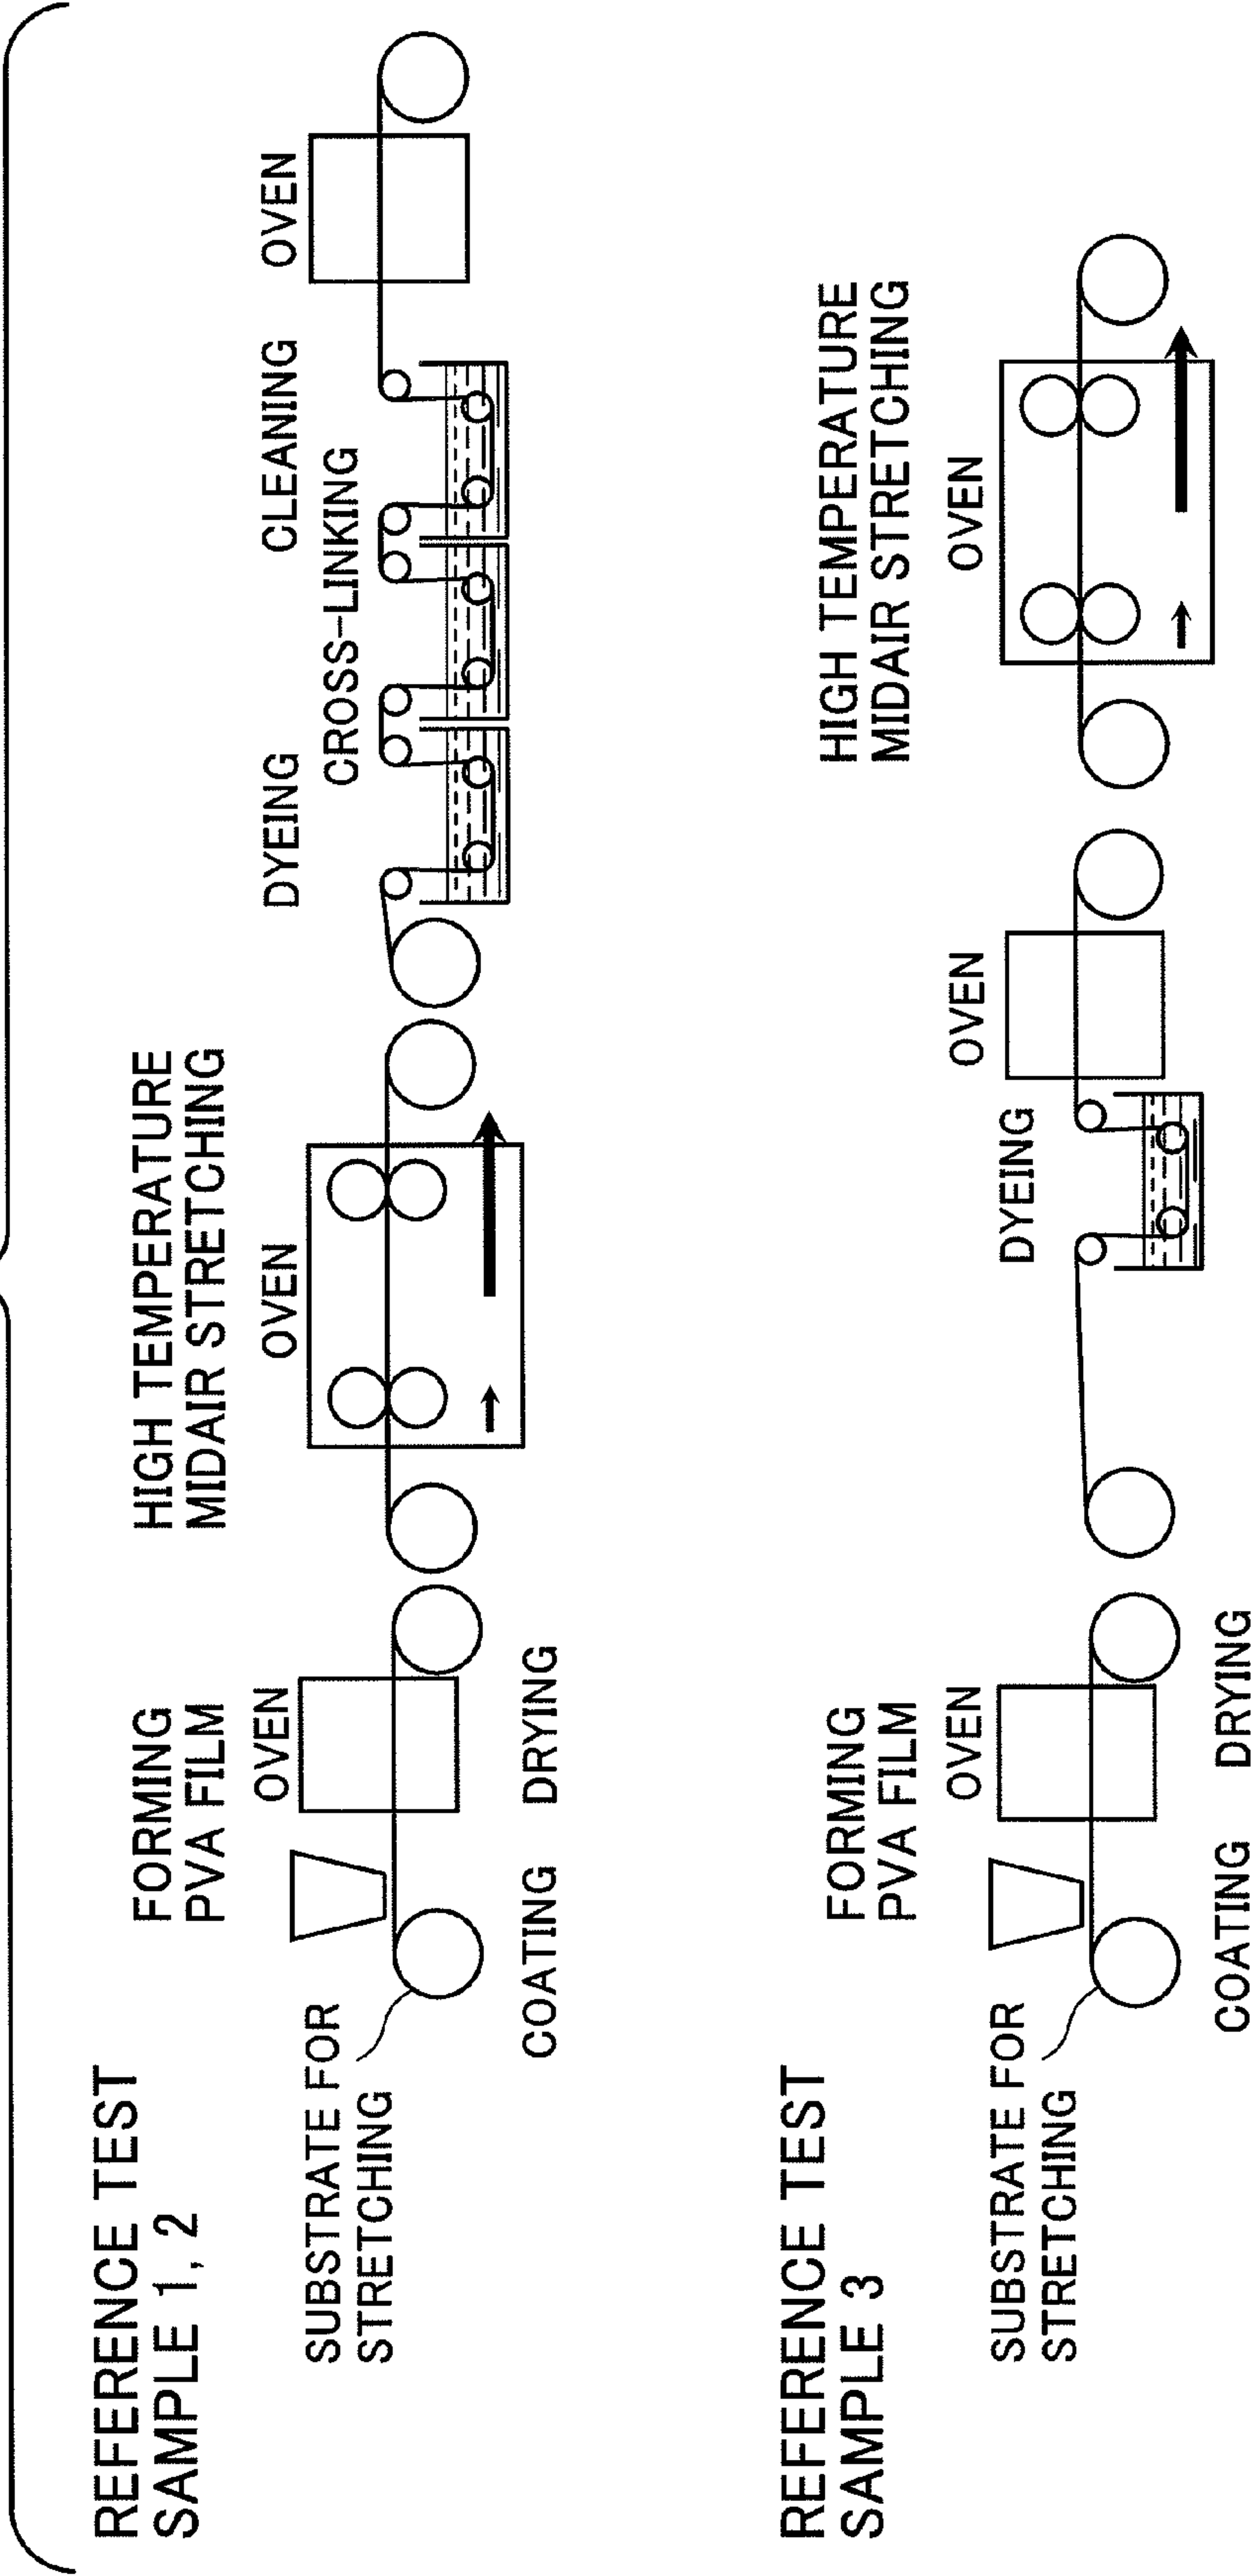 REFERENCE TEST
SAMPLE 1, 2
SUBSTRATE FOR
STRETCHING
FORMING
PVA FILM
OVEN
COATING
DRYING
HIGH TEMPERATURE
MIDAIR STRETCHING
OVEN
DYEING
CROSS-LINKING
CLEANING
OVEN
REFERENCE TEST
SAMPLE 3
SUBSTRATE FOR
STRETCHING
FORMING
PVA FILM
OVEN
COATING
DRYING
DYEING
OVEN
HIGH TEMPERATURE
MIDAIR STRETCHING
OVEN